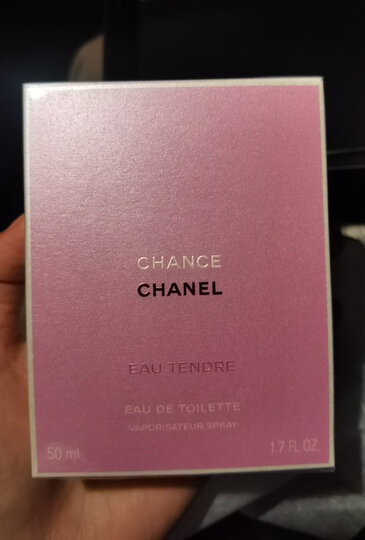 CHANCE
CHANEL
EAU TENDRE
EAU DE TOILETTE
VAPORISATEUR SPRAY
50 ml 1.7 FL.OZ.